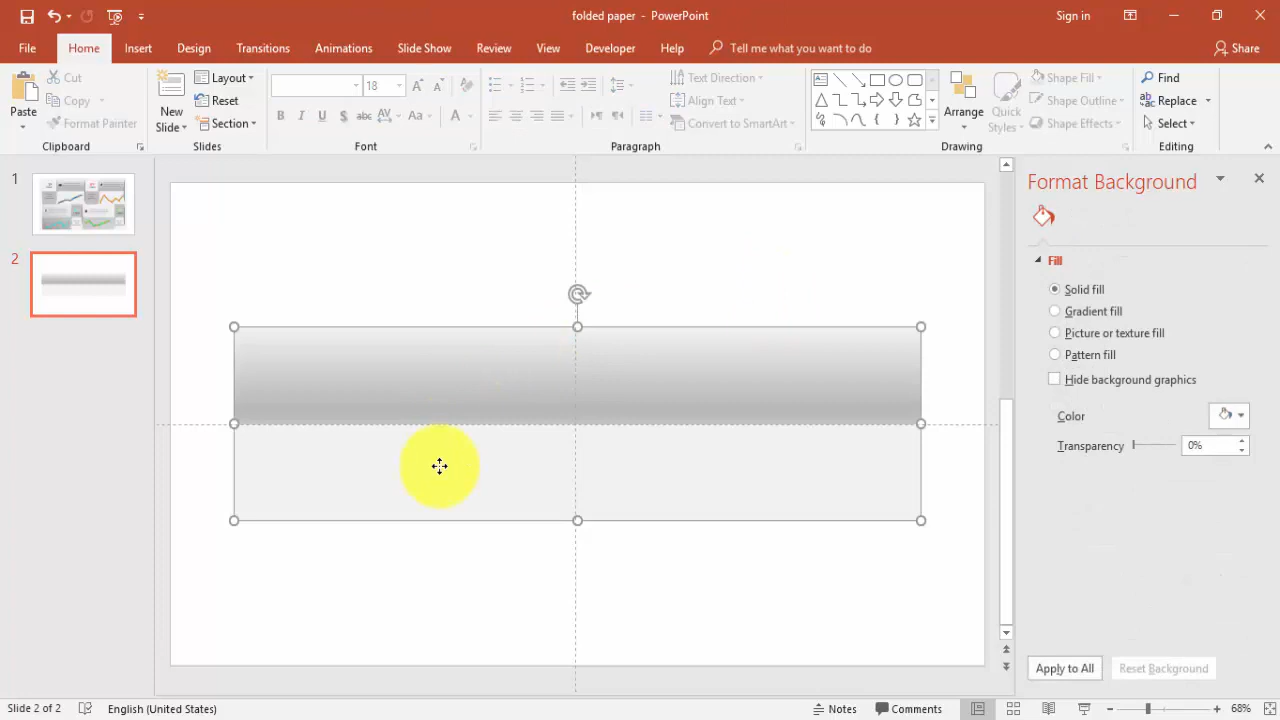 folded paper - PowerPoint
Sign in
File Home Insert Design Transitions Animations Slide Show Review View Developer Help Tell me what you want to do Share
Paste
Cut
Copy
Format Painter
Clipboard
New Slide
Layout
Reset
Section
Slides
18
B I U S abc AV Aa A
Font
Text Direction
Align Text
Convert to SmartArt
Paragraph
Arrange
Quick Styles
Shape Fill
Shape Outline
Shape Effects
Drawing
Find
Replace
Select
Editing
1
2
Format Background
Fill
Solid fill
Gradient fill
Picture or texture fill
Pattern fill
Hide background graphics
Color
Transparency 0%
Apply to All Reset Background
Slide 2 of 2 English (United States) Notes Comments 68%